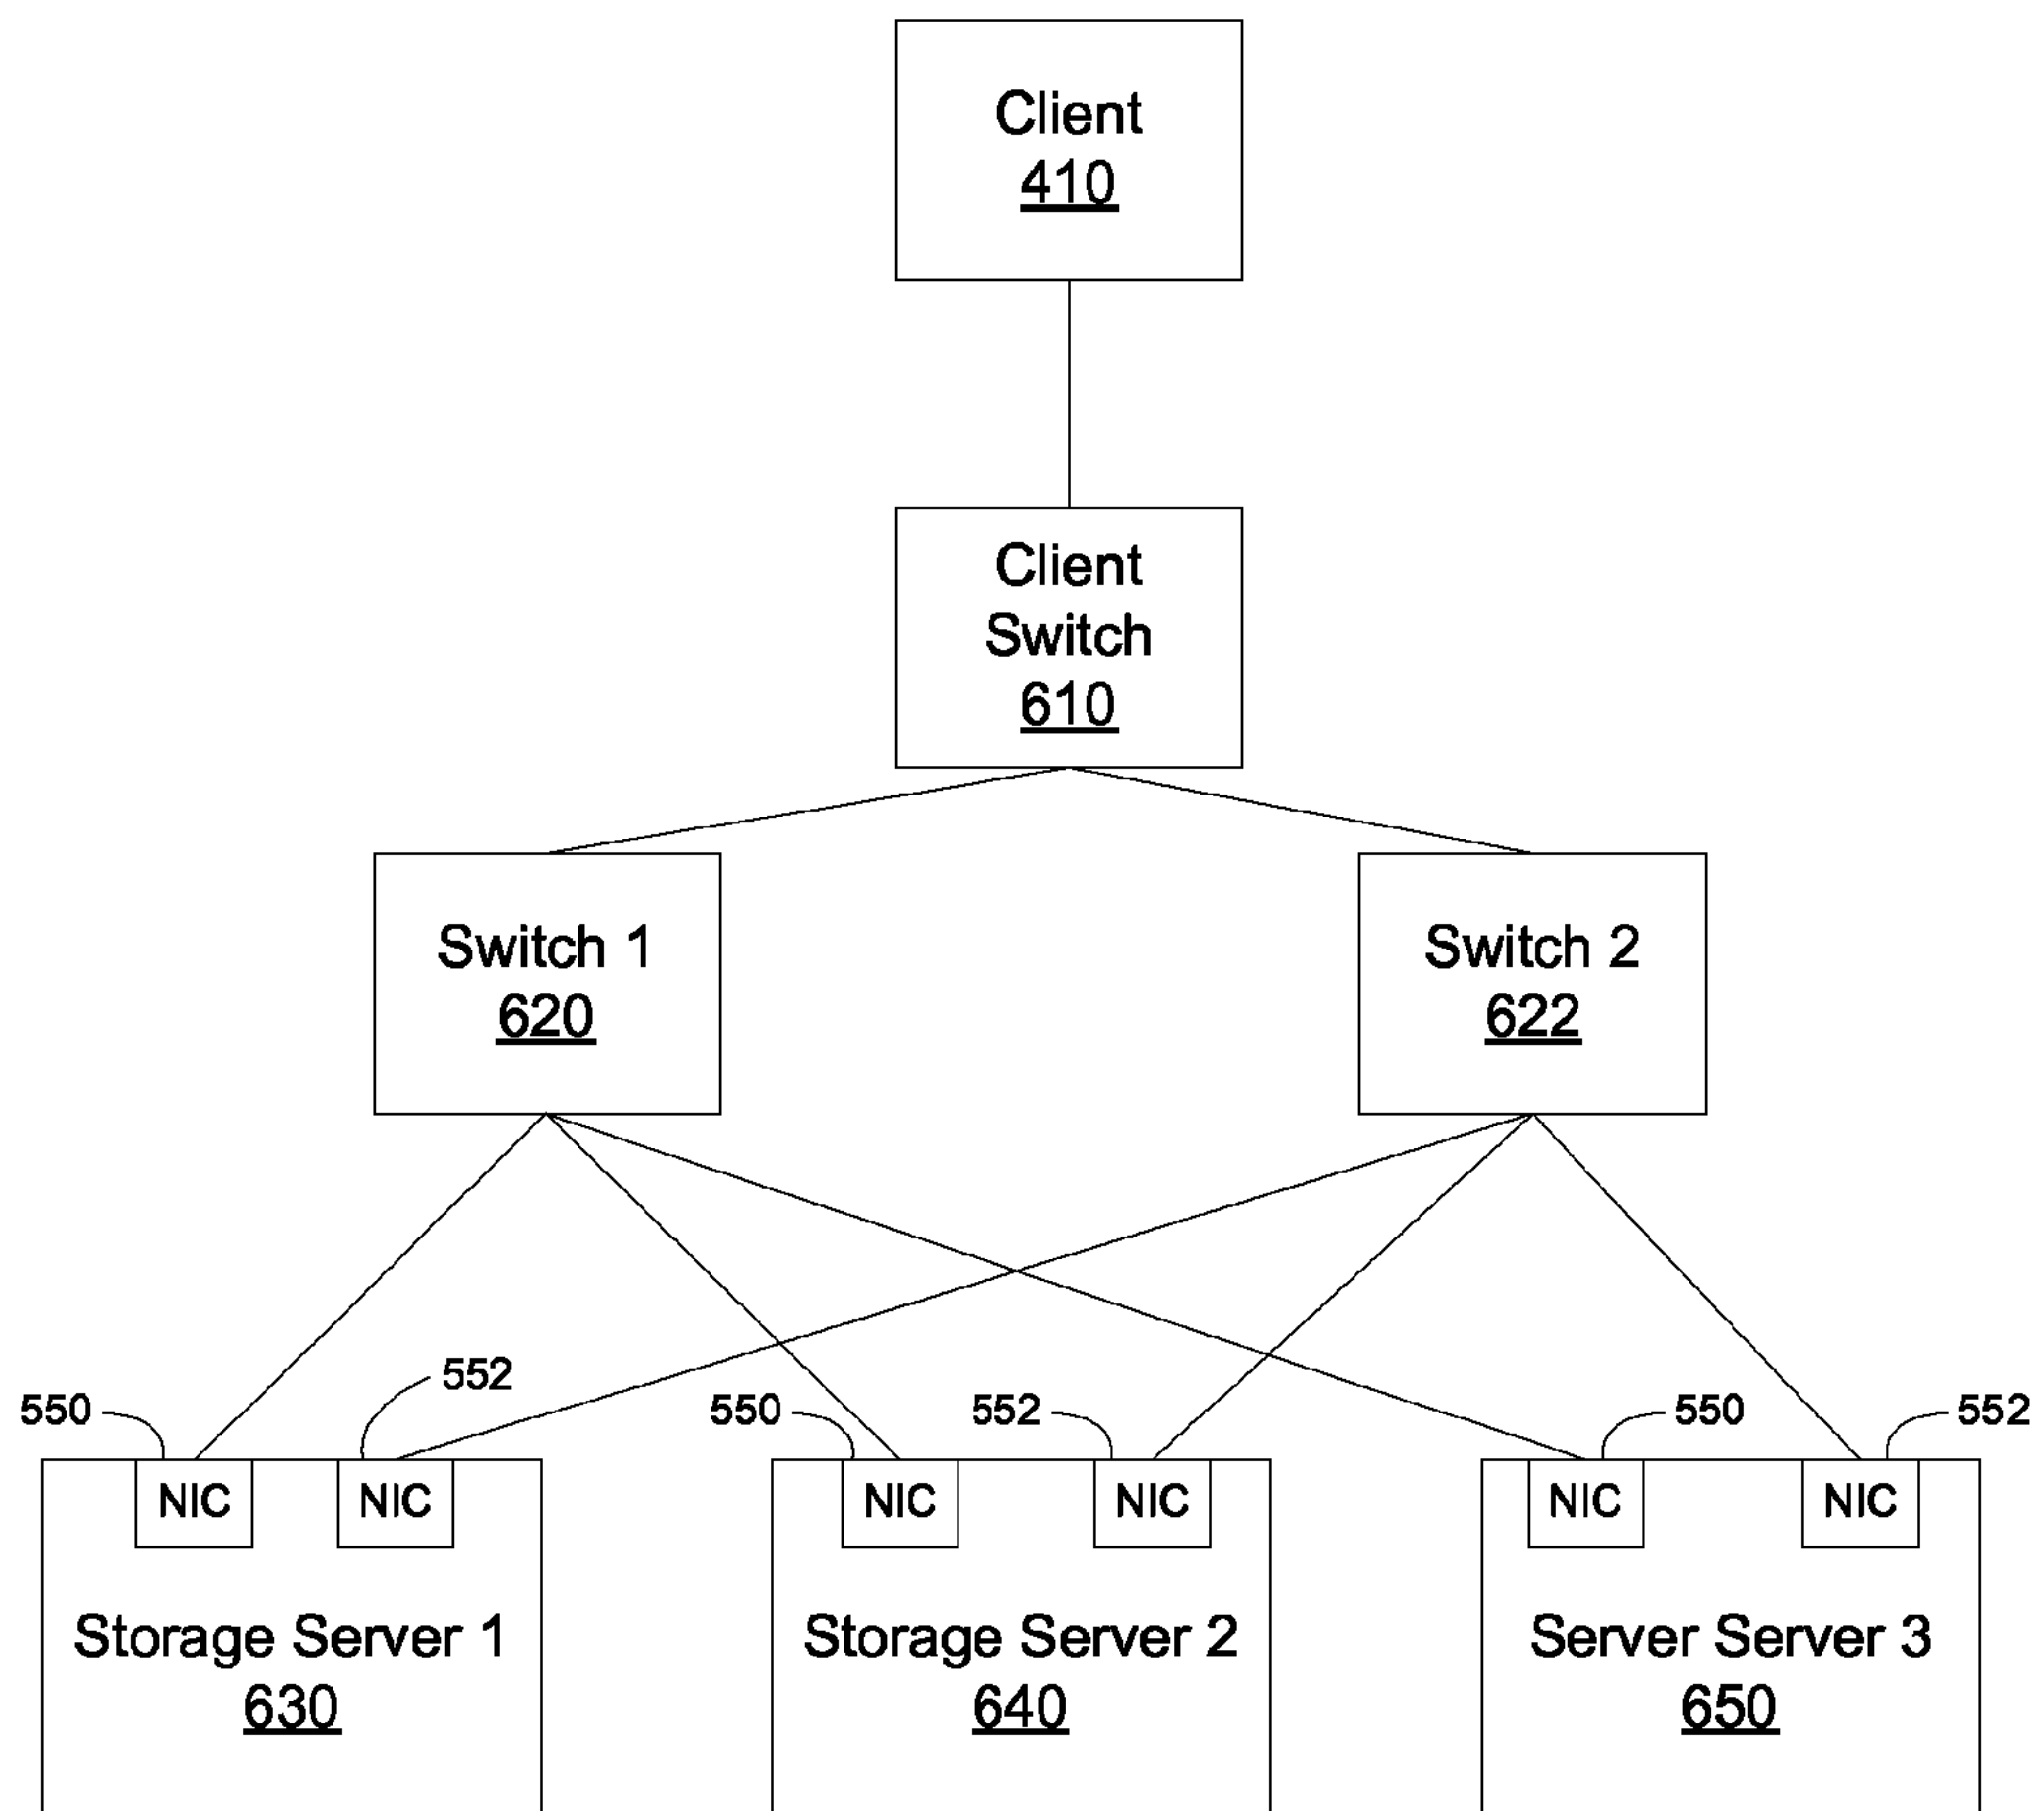 Client
410
Client
Switch
610
Switch 1
620
Switch 2
622
550
552
550
552
550
552
NIC
NIC
NIC
NIC
NIC
NIC
Storage Server 1
630
Storage Server 2
640
Server Server 3
650